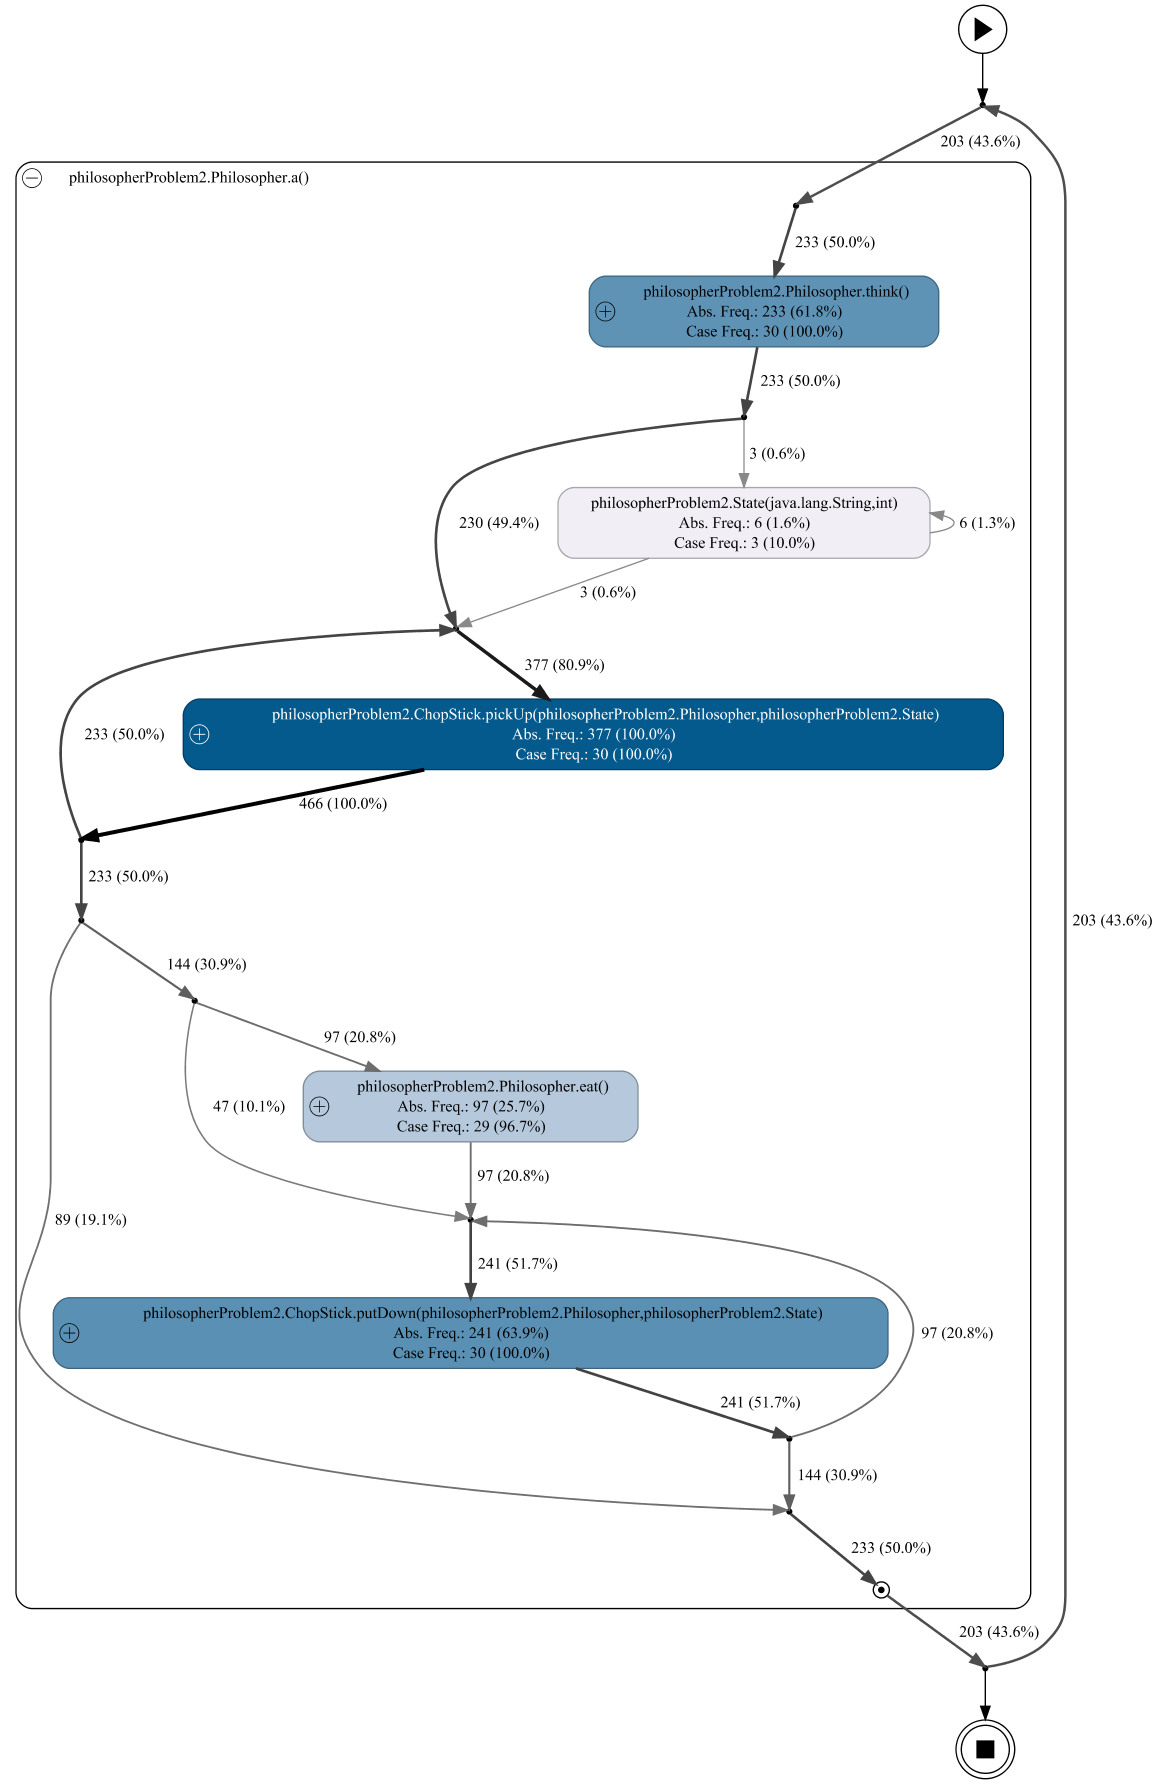 203 (43.6%)
philosopherProblem2.Philosopher.a()
233 (50.0%)
philosopherProblem2.Philosopher.think()
Abs. Freq.: 233 (61.8%)
Case Freq.: 30 (100.0%)
233 (50.0%)
3 (0.6%)
philosopherProblem2.State(java.lang.String,int)
Abs. Freq.: 6 (1.6%)
Case Freq.: 3 (10.0%)
230 (49.4%)
6 (1.3%)
3 (0.6%)
377 (80.9%)
philosopherProblem2.ChopStick.pickUp(philosopherProblem2.Philosopher,philosopherProblem2.State)
Abs. Freq.: 377 (100.0%)
Case Freq.: 30 (100.0%)
233 (50.0%)
466 (100.0%)
233 (50.0%)
203 (43.6%)
144 (30.9%)
97 (20.8%)
philosopherProblem2.Philosopher.eat()
Abs. Freq.: 97 (25.7%)
Case Freq.: 29 (96.7%)
47 (10.1%)
97 (20.8%)
89 (19.1%)
241 (51.7%)
philosopherProblem2.ChopStick.putDown(philosopherProblem2.Philosopher,philosopherProblem2.State)
Abs. Freq.: 241 (63.9%)
Case Freq.: 30 (100.0%)
97 (20.8%)
241 (51.7%)
144 (30.9%)
233 (50.0%)
203 (43.6%)